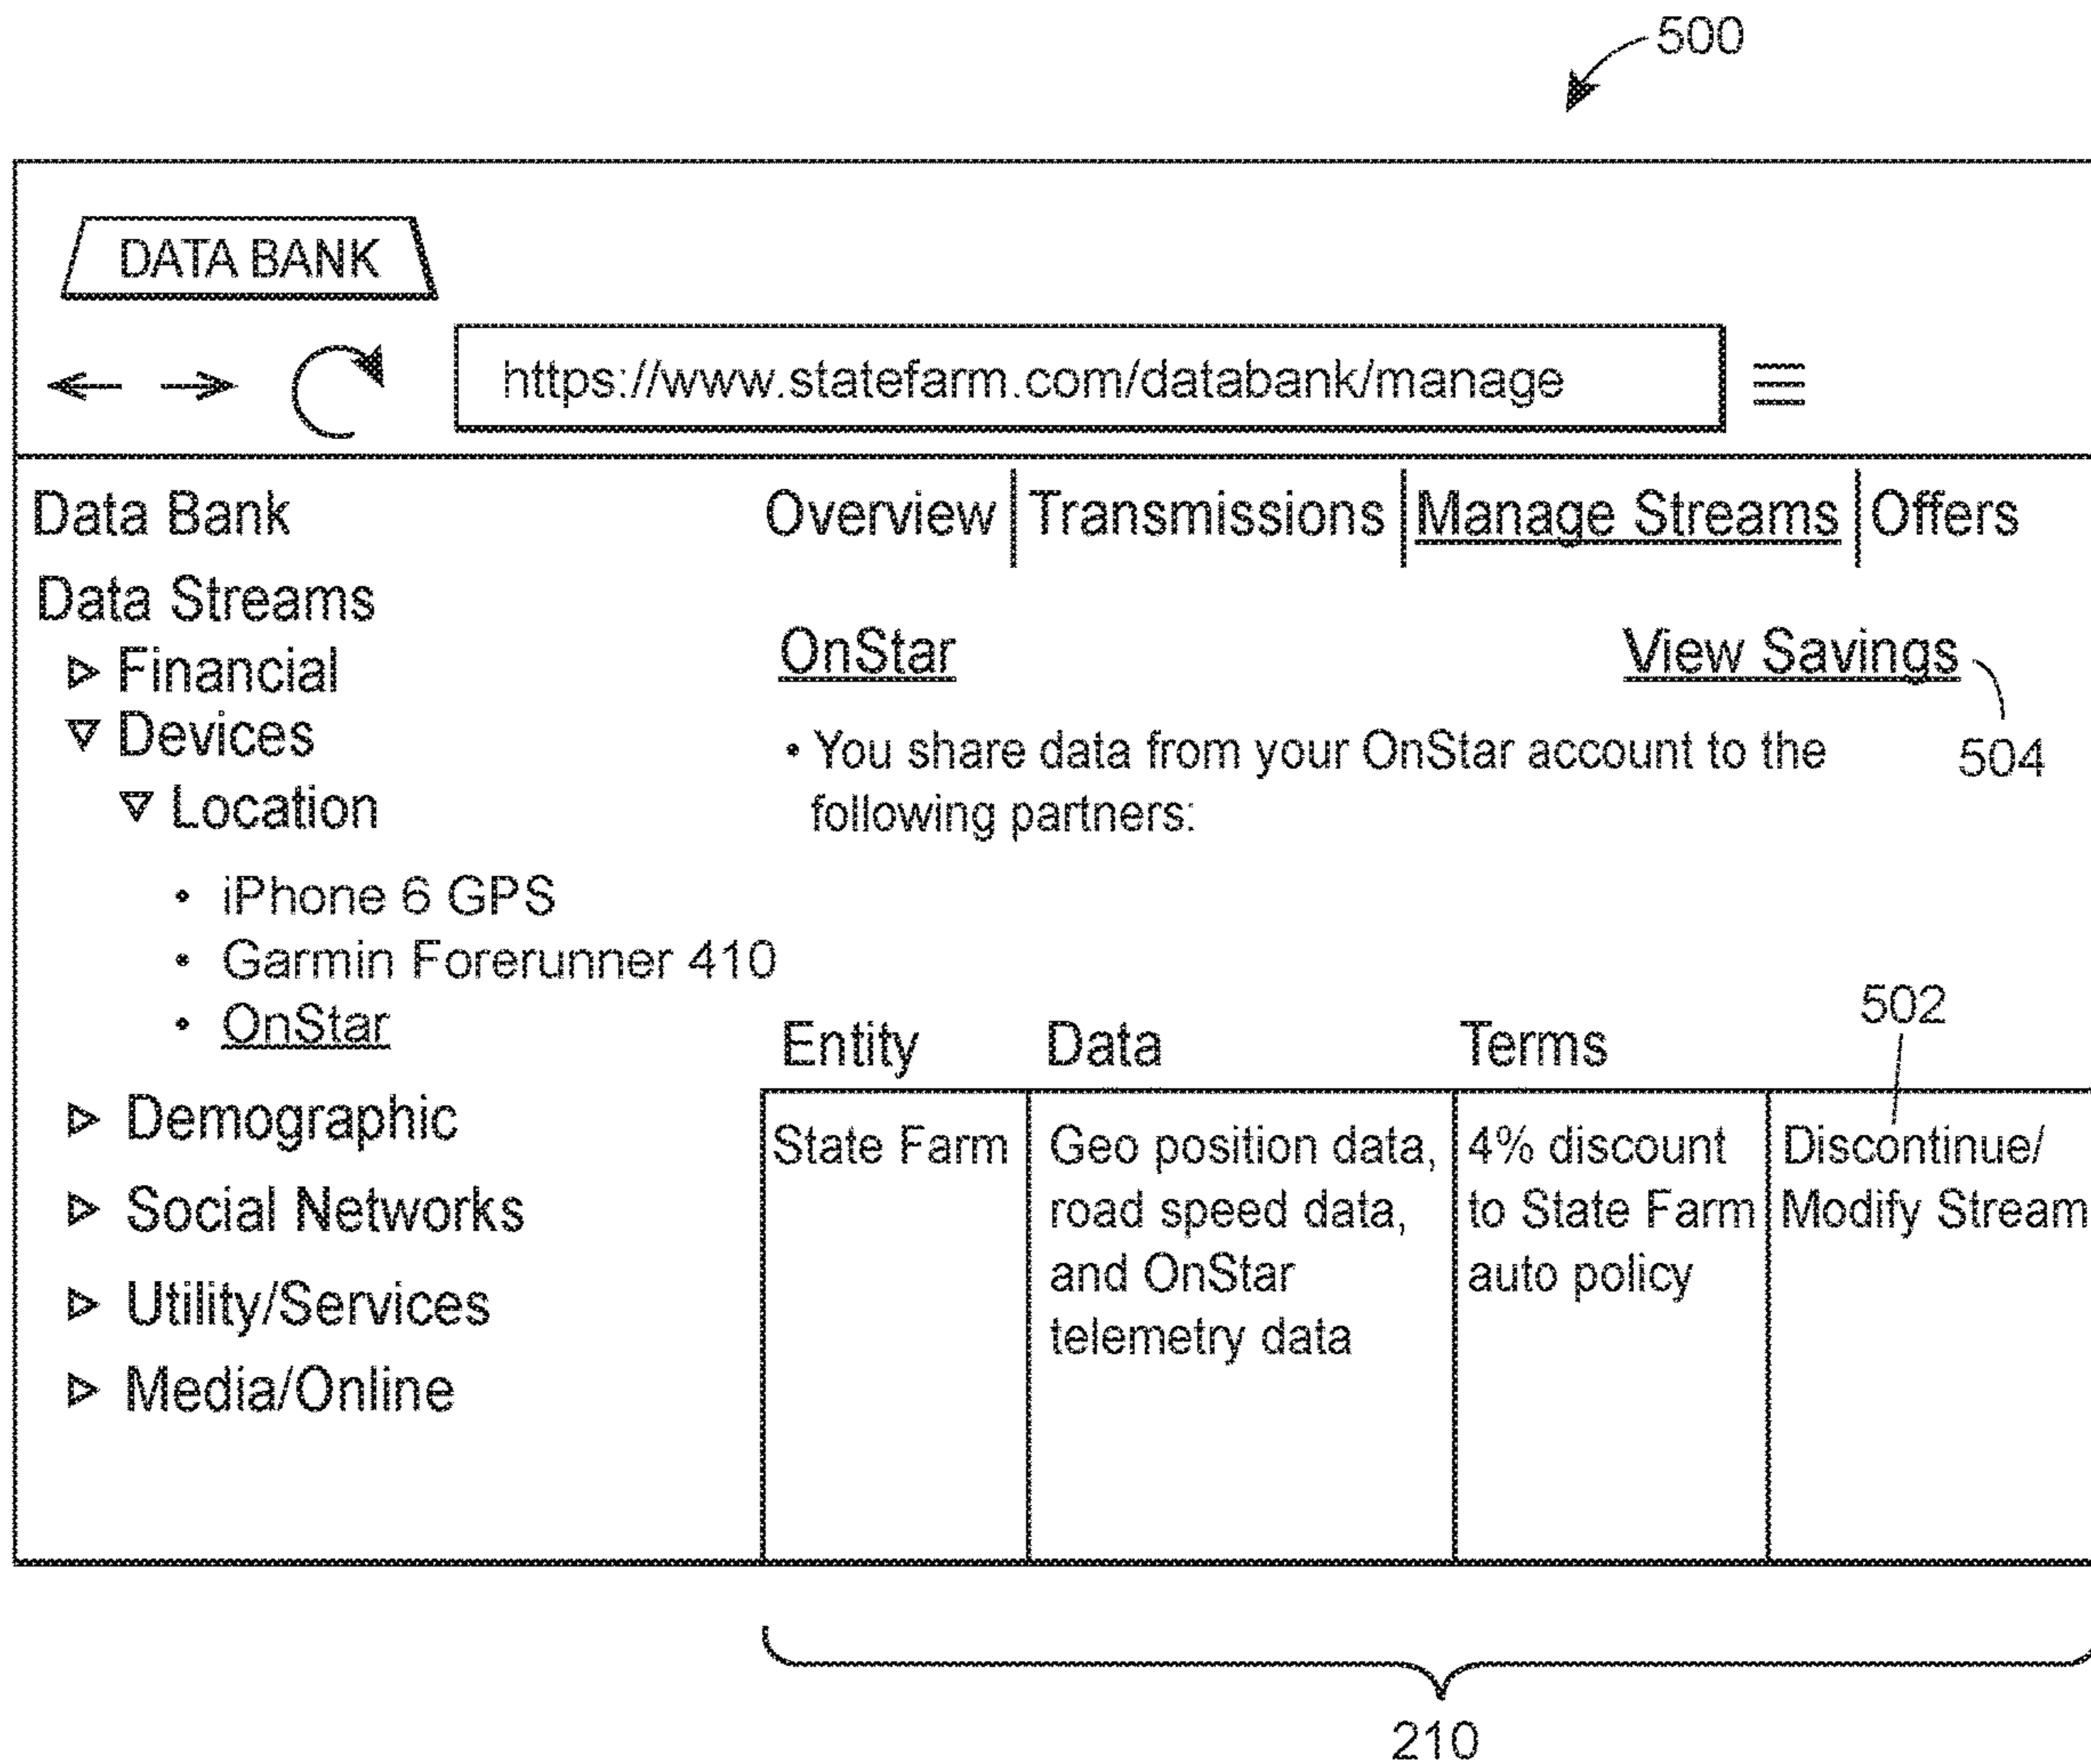 500
DATA BANK
https://www.statefarm.com/databank/manage
Data Bank
Overview Transmissions Manage Streams Offers
Data Streams
Financial
Devices
Location
• iPhone 6 GPS
• Garmin Forerunner 410
• OnStar
Demographic
Social Networks
Utility/Services
Media/Online
OnStar
View Savings
504
• You share data from your OnStar account to the
following partners:
502
Entity Data Terms
State Farm
Geo position data,
road speed data,
and OnStar
telemetry data
4% discount
to State Farm
auto policy
Discontinue/
Modify Stream
210